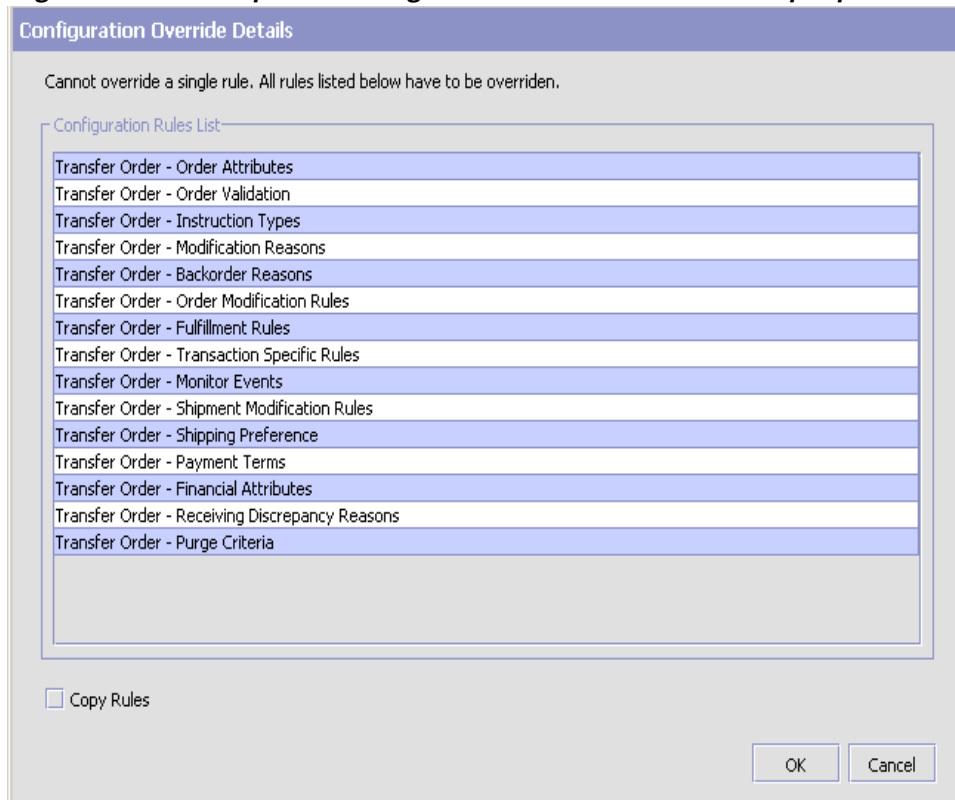 Configuration Override Details
Cannot override a single rule. All rules listed below have to be overriden.
Configuration Rules List
Transfer Order - Order Attributes
Transfer Order - Order Validation
Transfer Order - Instruction Types
Transfer Order - Modification Reasons
Transfer Order - Backorder Reasons
Transfer Order - Order Modification Rules
Transfer Order - Fulfillment Rules
Transfer Order - Transaction Specific Rules
Transfer Order - Monitor Events
Transfer Order - Shipment Modification Rules
Transfer Order - Shipping Preference
Transfer Order - Payment Terms
Transfer Order - Financial Attributes
Transfer Order - Receiving Discrepancy Reasons
Transfer Order - Purge Criteria
Copy Rules
OK Cancel